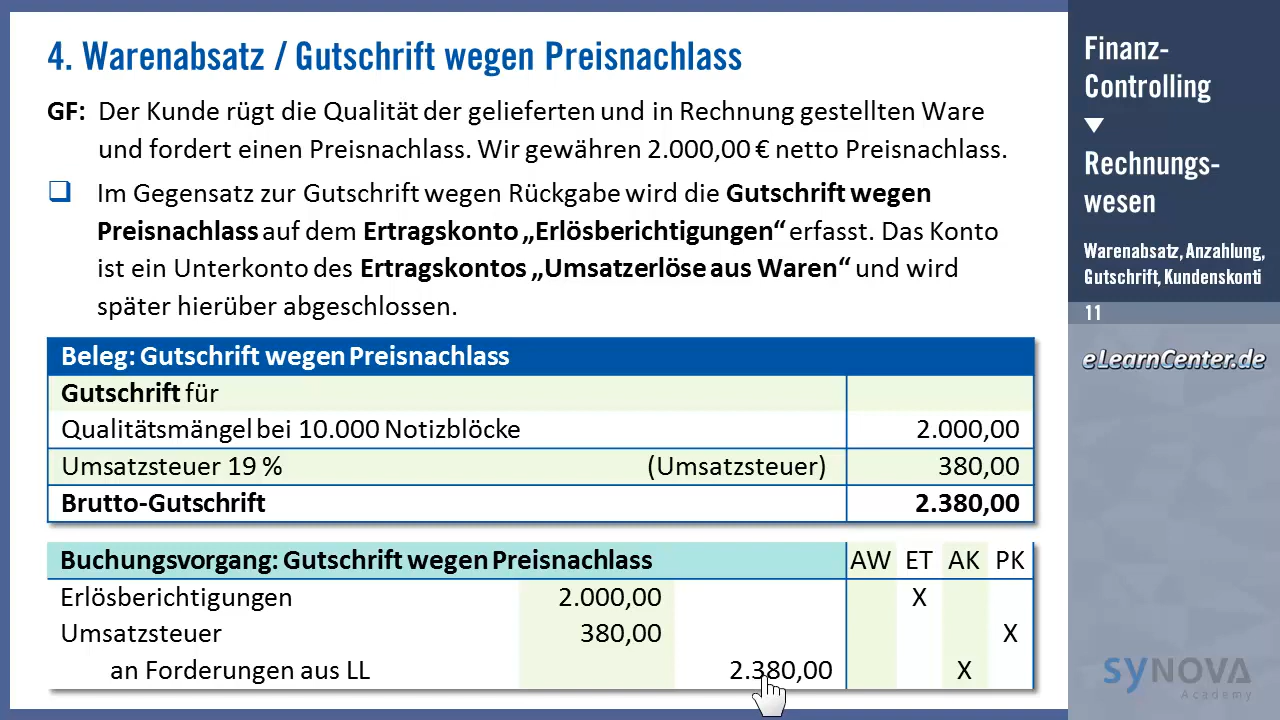 4. Warenabsatz / Gutschrift wegen Preisnachlass
GF: Der Kunde rügt die Qualität der gelieferten und in Rechnung gestellten Ware
und fordert einen Preisnachlass. Wir gewähren 2.000,00 € netto Preisnachlass.
Im Gegensatz zur Gutschrift wegen Rückgabe wird die Gutschrift wegen
Preisnachlass auf dem Ertragskonto „Erlösberichtigungen“ erfasst. Das Konto
ist ein Unterkonto des Ertragskontos „Umsatzerlöse aus Waren“ und wird
später hierüber abgeschlossen.
Beleg: Gutschrift wegen Preisnachlass
Gutschrift für
Qualitätsmängel bei 10.000 Notizblöcke 2.000,00
Umsatzsteuer 19 % (Umsatzsteuer) 380,00
Brutto-Gutschrift 2.380,00
Buchungsvorgang: Gutschrift wegen Preisnachlass AW ET AK PK
Erlösberichtigungen 2.000,00 X
Umsatzsteuer 380,00 X
an Forderungen aus LL 2.380,00 X
Finanz-
Controlling
Rechnungs-
wesen
Warenabsatz, Anzahlung,
Gutschrift, Kundenskonti
11
eLearnCenter.de
SYNOVA
Academy